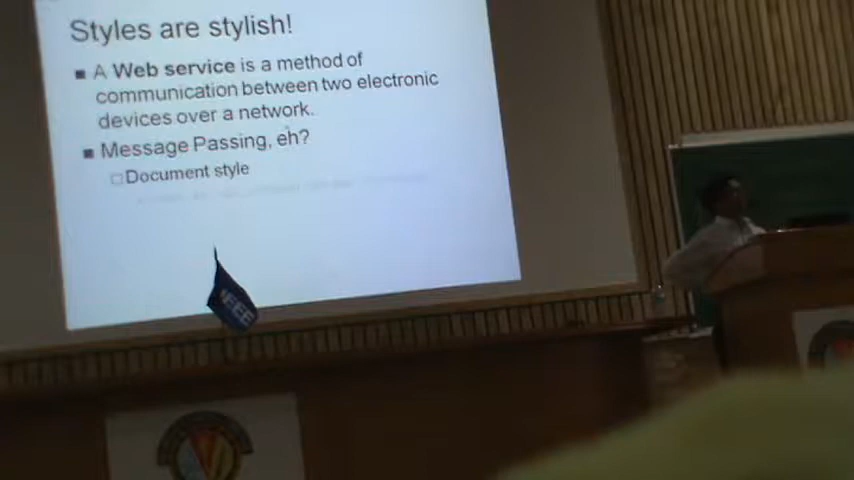 Styles are stylish!
A Web service is a method of
communication between two electronic
devices over a network.
Message Passing, eh?
Document style
IEEE